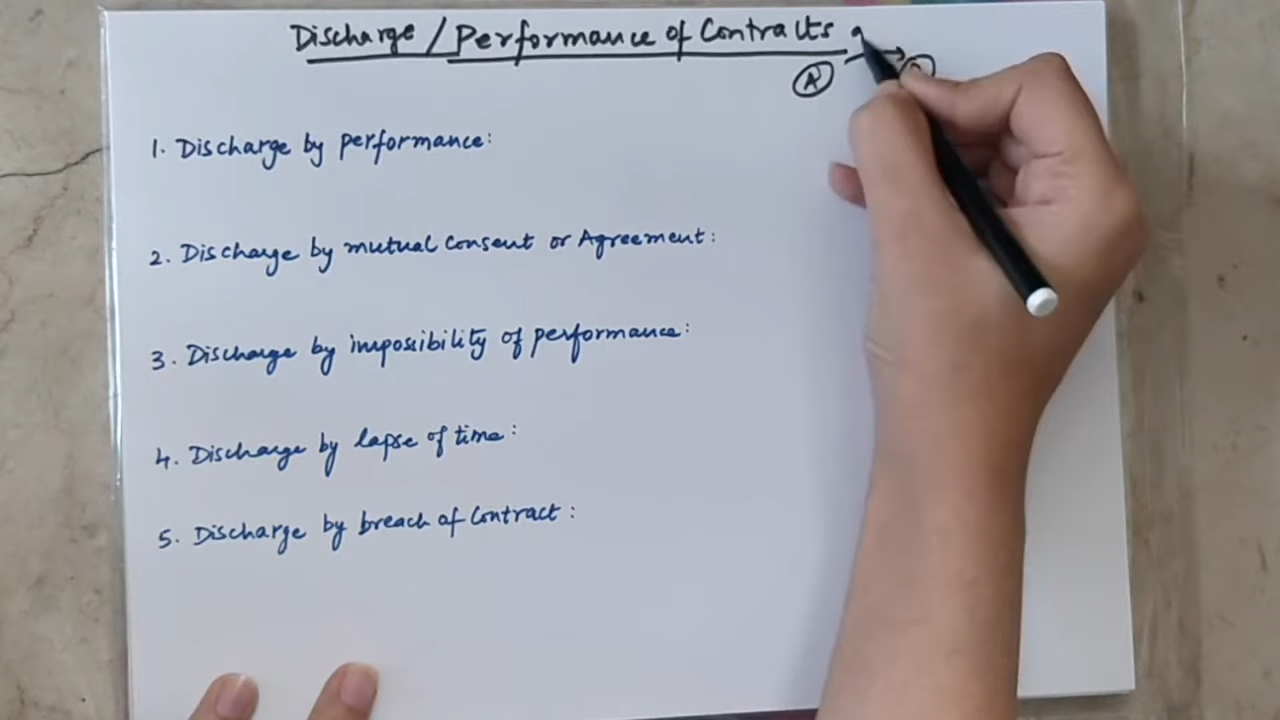 Discharge / Performance of Contracts
A
1. Discharge by performance:
2. Discharge by mutual Consent or Agreement:
3. Discharge by impossibility of performance:
4. Discharge by lapse of time:
5. Discharge by breach of Contract: